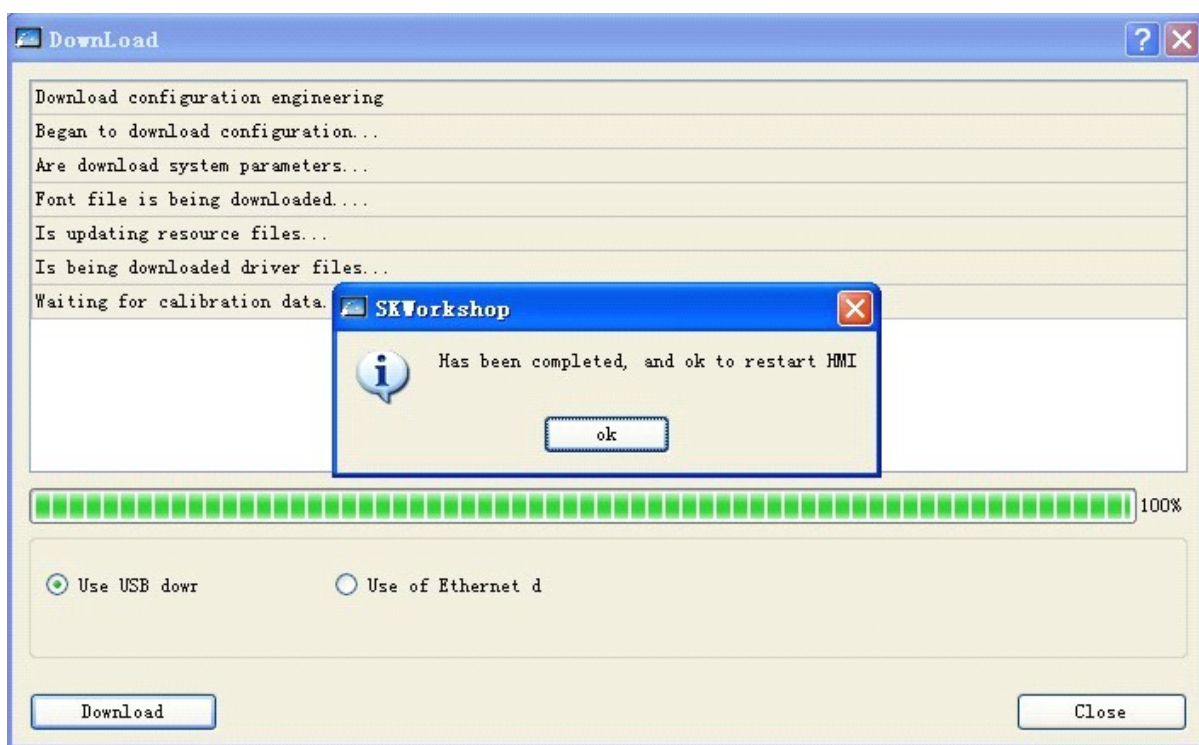 DownLoad
Download configuration engineering
Began to download configuration...
Are download system parameters...
Font file is being downloaded....
Is updating resource files...
Is being downloaded driver files...
Waiting for calibration data.
SKWorkshop
Has been completed, and ok to restart HMI
ok
100%
Use USB dowr
Use of Ethernet d
Download
Close